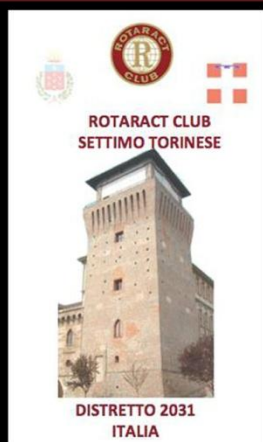 ROTARACT
R
CLUB
ROTARACT CLUB
SETTIMO TORINESE
DISTRETTO 2031
ITALIA